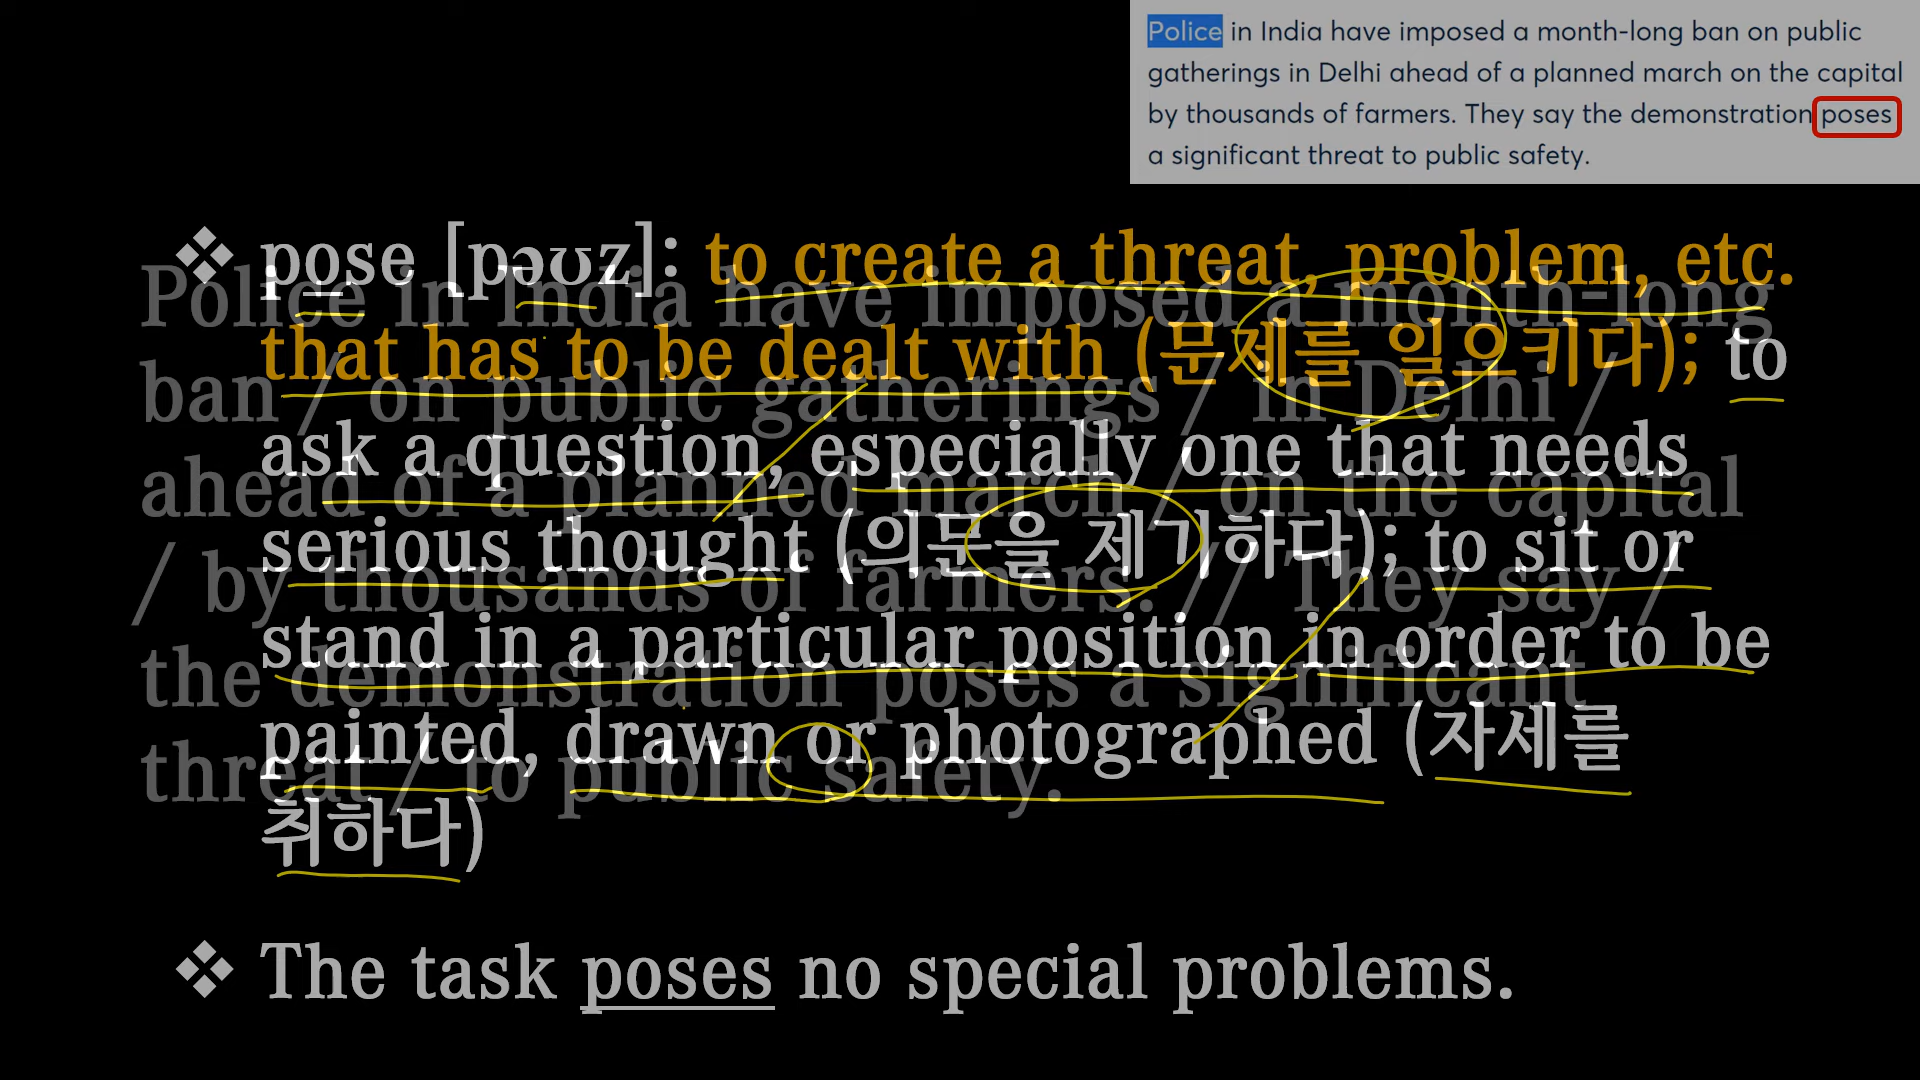 Police in India have imposed a month-long ban on public
gatherings in Delhi ahead of a planned march on the capital
by thousands of farmers. They say the demonstration poses
a significant threat to public safety.
❖ pose [pəʊz]: to create a threat, problem, etc.
that has to be dealt with (문제를 일으키다); to
ask a question, especially one that needs
serious thought (의문을 제기하다); to sit or
stand in a particular position in order to be
painted, drawn or photographed (자세를
취하다)
❖ The task poses no special problems.
Police in India have imposed a month-long
ban / on public gatherings / in Delhi /
ahead of a planned march / on the capital
/ by thousands of farmers. // They say /
the demonstration poses a significant
threat / to public safety.